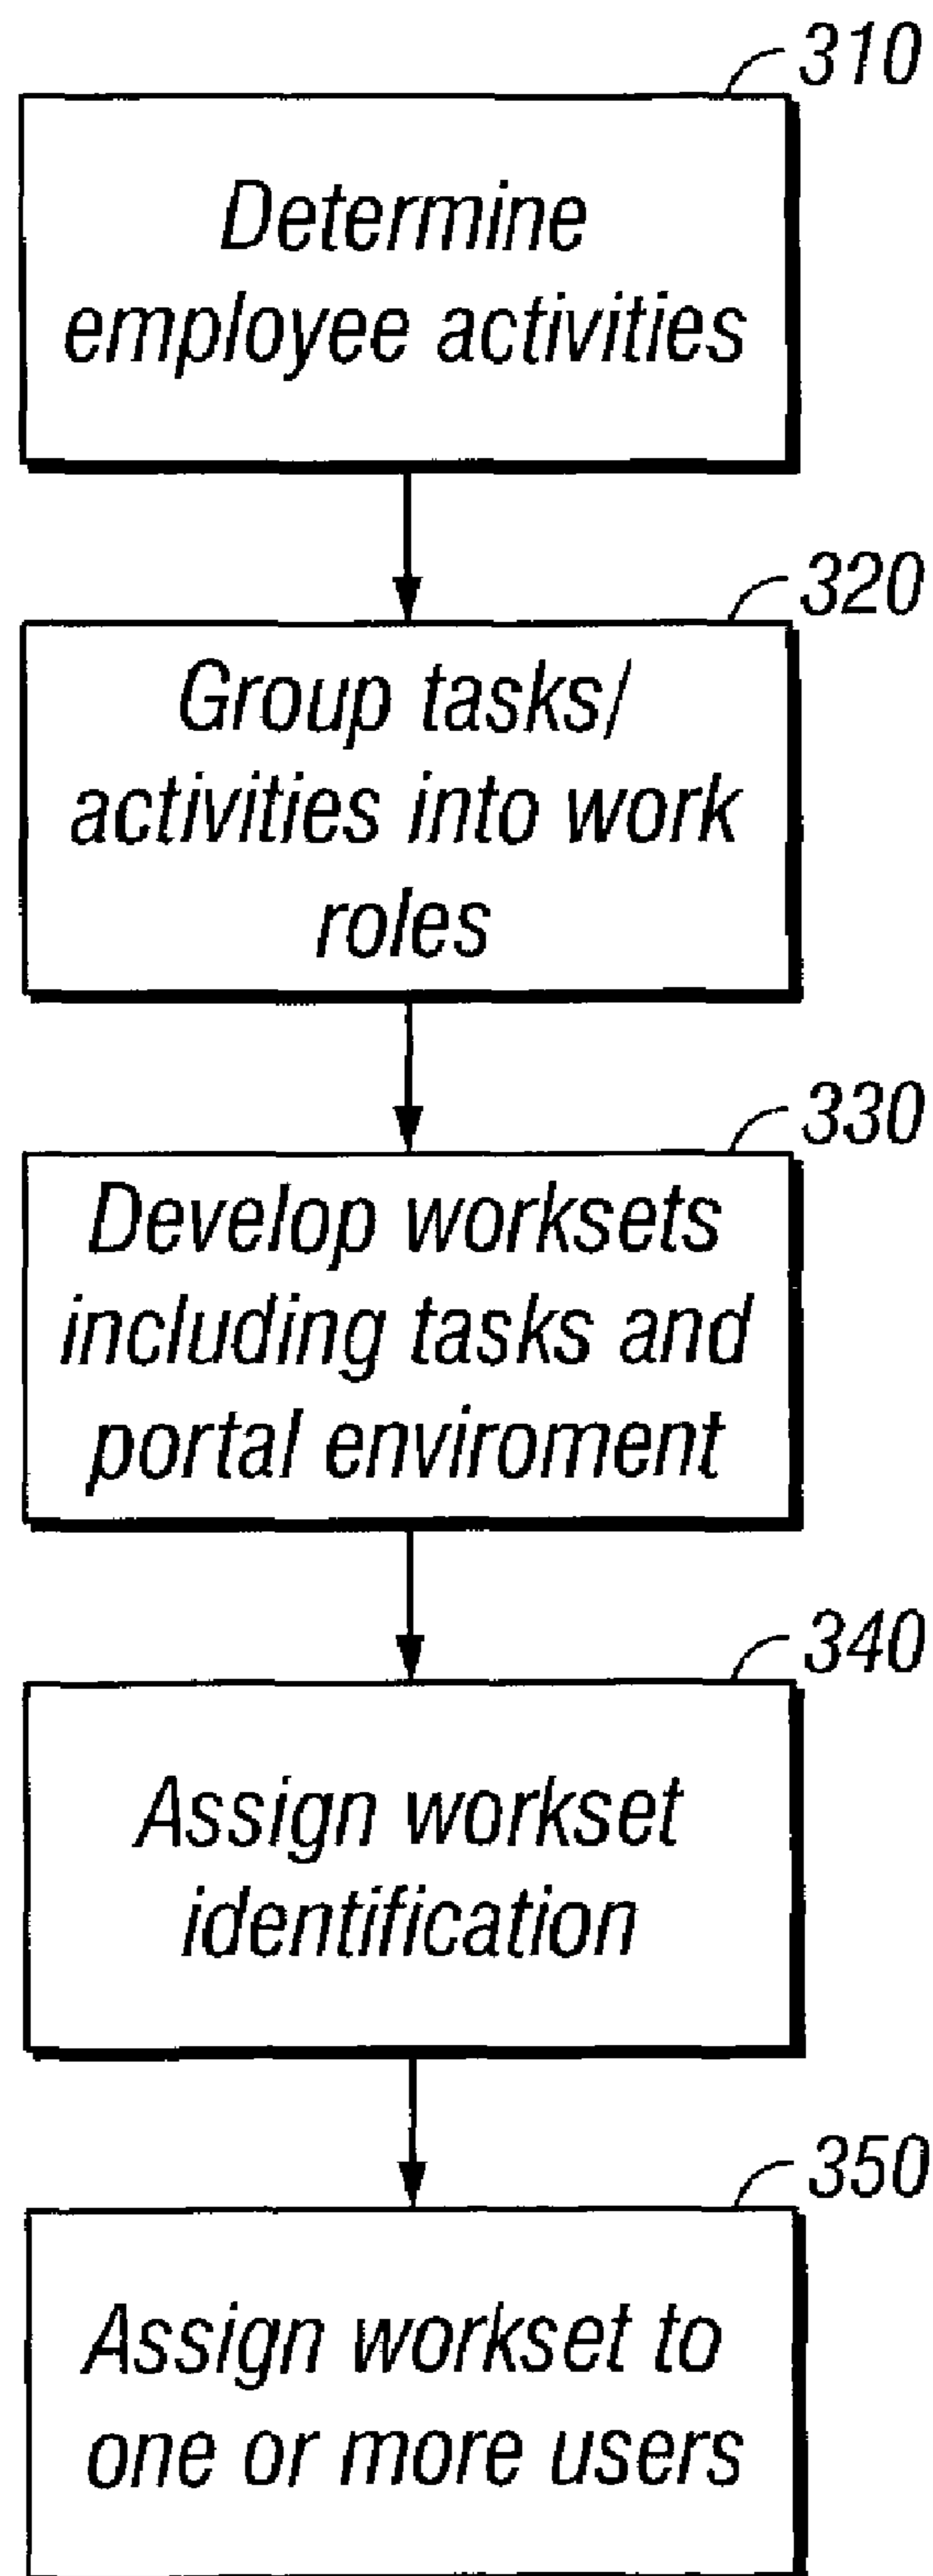 310
Determine
employee activities
320
Group tasks/
activities into work
roles
330
Develop worksets
including tasks and
portal enviroment
340
Assign workset
identification
350
Assign workset to
one or more users